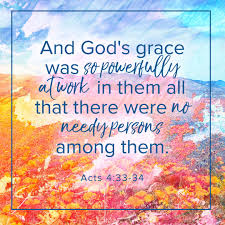 And God's grace
was so powerfully
at work in them all
that there were no
needy persons
among them.
Acts 4:33-34